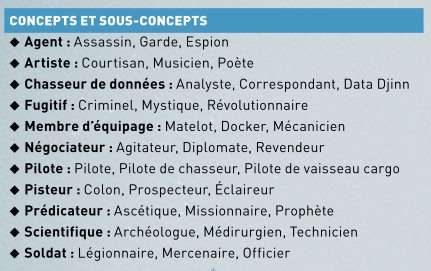 CONCEPTS ET SOUS-CONCEPTS
◆ Agent : Assassin, Garde, Espion
◆ Artiste : Courtisan, Musicien, Poète
◆ Chasseur de données : Analyste, Correspondant, Data Djinn
◆ Fugitif : Criminel, Mystique, Révolutionnaire
◆ Membre d'équipage : Matelot, Docker, Mécanicien
◆ Négociateur : Agitateur, Diplomate, Revendeur
◆ Pilote : Pilote, Pilote de chasseur, Pilote de vaisseau cargo
◆ Pisteur : Colon, Prospecteur, Éclaireur
◆ Prédicateur : Ascétique, Missionnaire, Prophète
◆ Scientifique : Archéologue, Médirurgien, Technicien
◆ Soldat : Légionnaire, Mercenaire, Officier